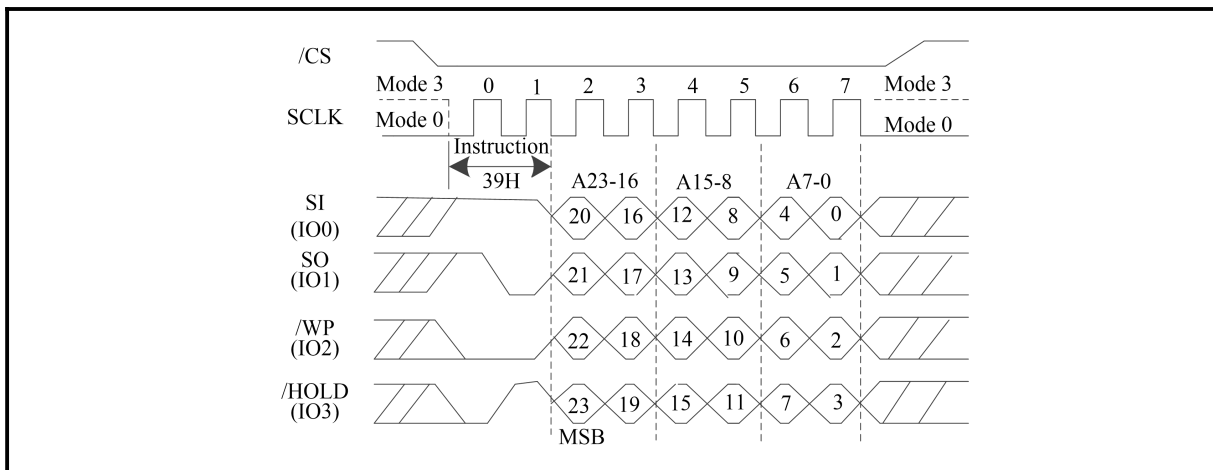 /CS
Mode 3 0 1 2 3 4 5 6 7 Mode 3
SCLK Mode 0 Mode 0
Instruction
39H A23-16 A15-8 A7-0
SI
(IO0) 20 16 12 8 4 0
SO
(IO1) 21 17 13 9 5 1
/WP
(IO2) 22 18 14 10 6 2
/HOLD
(IO3) 23 19 15 11 7 3
MSB